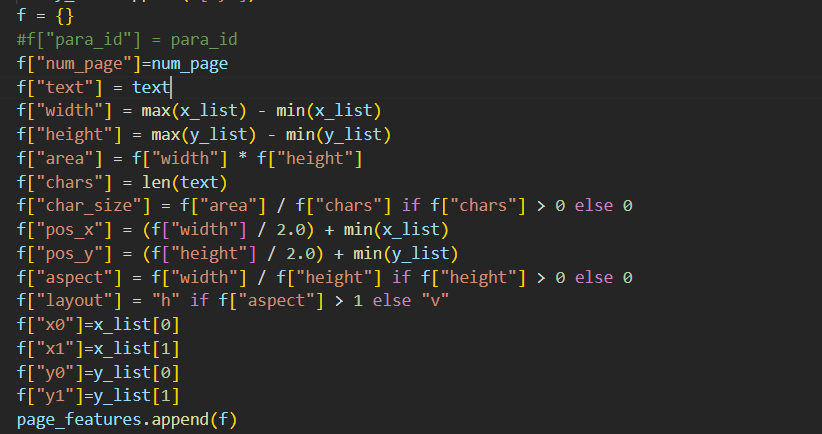 f = {}
#f["para_id"] = para_id
f["num_page"]=num_page
f["text"] = text
f["width"] = max(x_list) - min(x_list)
f["height"] = max(y_list) - min(y_list)
f["area"] = f["width"] * f["height"]
f["chars"] = len(text)
f["char_size"] = f["area"] / f["chars"] if f["chars"] > 0 else 0
f["pos_x"] = (f["width"] / 2.0) + min(x_list)
f["pos_y"] = (f["height"] / 2.0) + min(y_list)
f["aspect"] = f["width"] / f["height"] if f["height"] > 0 else 0
f["layout"] = "h" if f["aspect"] > 1 else "v"
f["x0"]=x_list[0]
f["x1"]=x_list[1]
f["y0"]=y_list[0]
f["y1"]=y_list[1]
page_features.append(f)